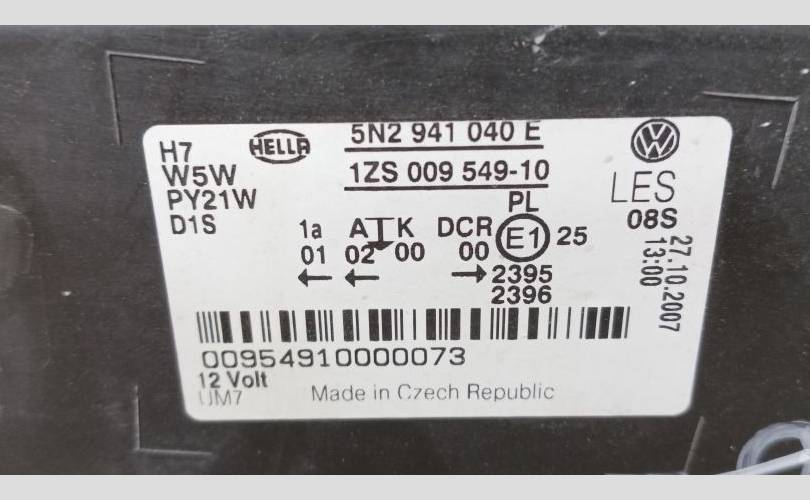 H7
W5W
PY21W
D1S
HELLA
5N2 941 040 E
1ZS 009 549-10
PL
LES
08S
27.10.2007
13:00
1a A K DCR E1 25
01 02 00 00
← ← → 2395
2396
00954910000073
12 Volt
UM7
Made in Czech Republic